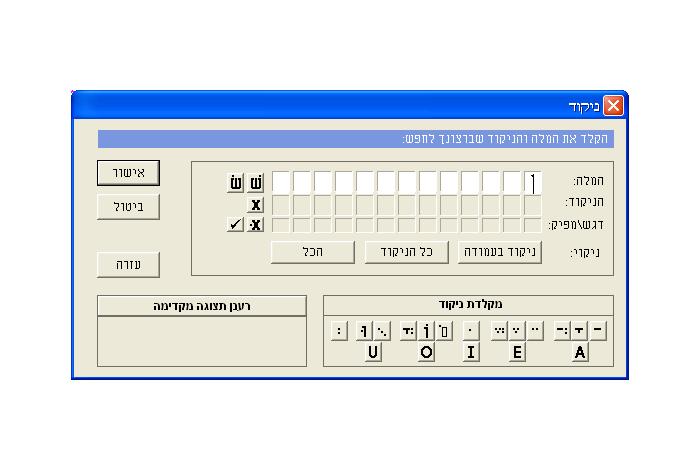 ניקוד
הקלד את המלה והניקוד שברצונך לחפש:
המלה:
שׁ שׂ
הניקוד:
x
דגש/מפיק:
x ✓
ניקוי:
ניקוד בעמודה
כל הניקוד
הכל
אישור
ביטול
עזרה
מקלדת ניקוד
A E I O U
רענן תצוגה מקדימה